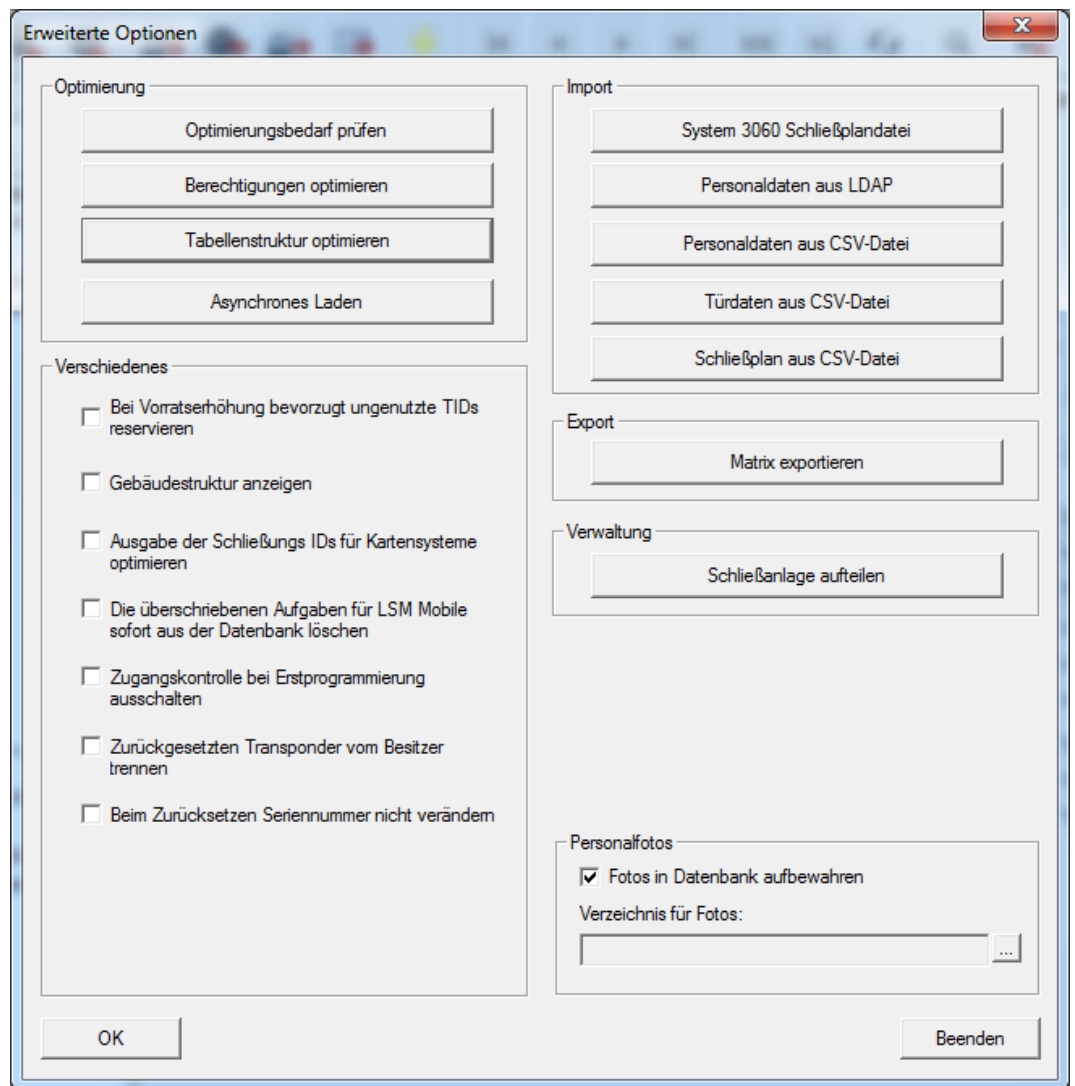 Erweiterte Optionen
Optimierung
Optimierungsbedarf prüfen
Berechtigungen optimieren
Tabellenstruktur optimieren
Asynchrones Laden
Verschiedenes
Bei Vorratserhöhung bevorzugt ungenutzte TIDs
reservieren
Gebäudestruktur anzeigen
Ausgabe der Schließungs IDs für Kartensysteme
optimieren
Die überschriebenen Aufgaben für LSM Mobile
sofort aus der Datenbank löschen
Zugangskontrolle bei Erstprogrammierung
ausschalten
Zurückgesetzten Transponder vom Besitzer
trennen
Beim Zurücksetzen Seriennummer nicht verändern
Import
System 3060 Schließplandatei
Personaldaten aus LDAP
Personaldaten aus CSV-Datei
Türdaten aus CSV-Datei
Schließplan aus CSV-Datei
Export
Matrix exportieren
Verwaltung
Schließanlage aufteilen
Personalfotos
Fotos in Datenbank aufbewahren
Verzeichnis für Fotos:
...
OK
Beenden